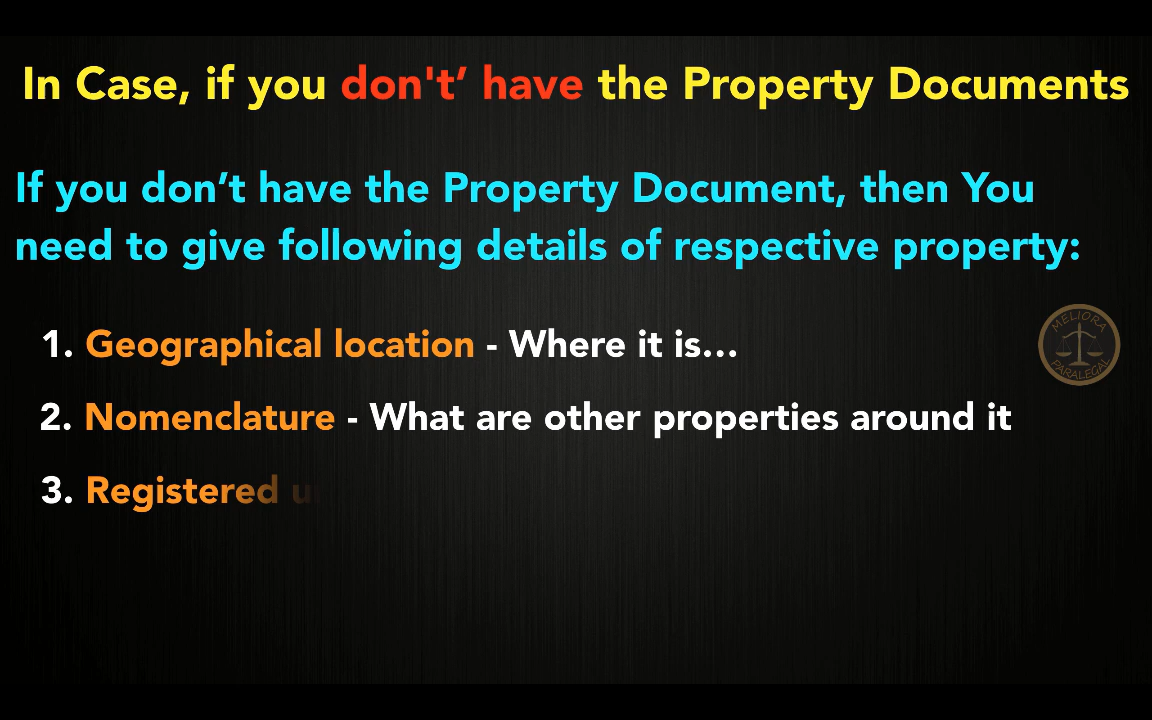 In Case, if you don't’ have the Property Documents
If you don’t have the Property Document, then You
need to give following details of respective property:
1. Geographical location - Where it is...
2. Nomenclature - What are other properties around it
3. Registered
MELIORA
PARALEGAL